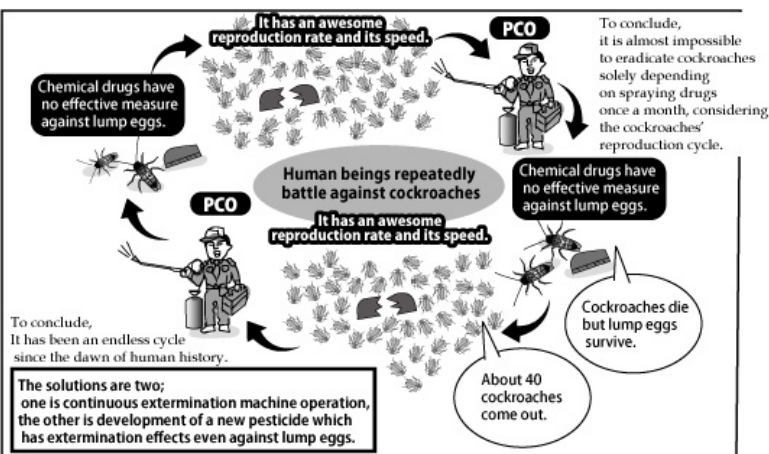 It has an awesome
reproduction rate and its speed.
PCO
To conclude,
it is almost impossible
to eradicate cockroaches
solely depending
on spraying drugs
once a month, considering
the cockroaches'
reproduction cycle.
Chemical drugs have
no effective measure
against lump eggs.
Human beings repeatedly
battle against cockroaches
Chemical drugs have
no effective measure
against lump eggs.
PCO
It has an awesome
reproduction rate and its speed.
Cockroaches die
but lump eggs
survive.
About 40
cockroaches
come out.
To conclude,
It has been an endless cycle
since the dawn of human history.
The solutions are two;
one is continuous extermination machine operation,
the other is development of a new pesticide which
has extermination effects even against lump eggs.